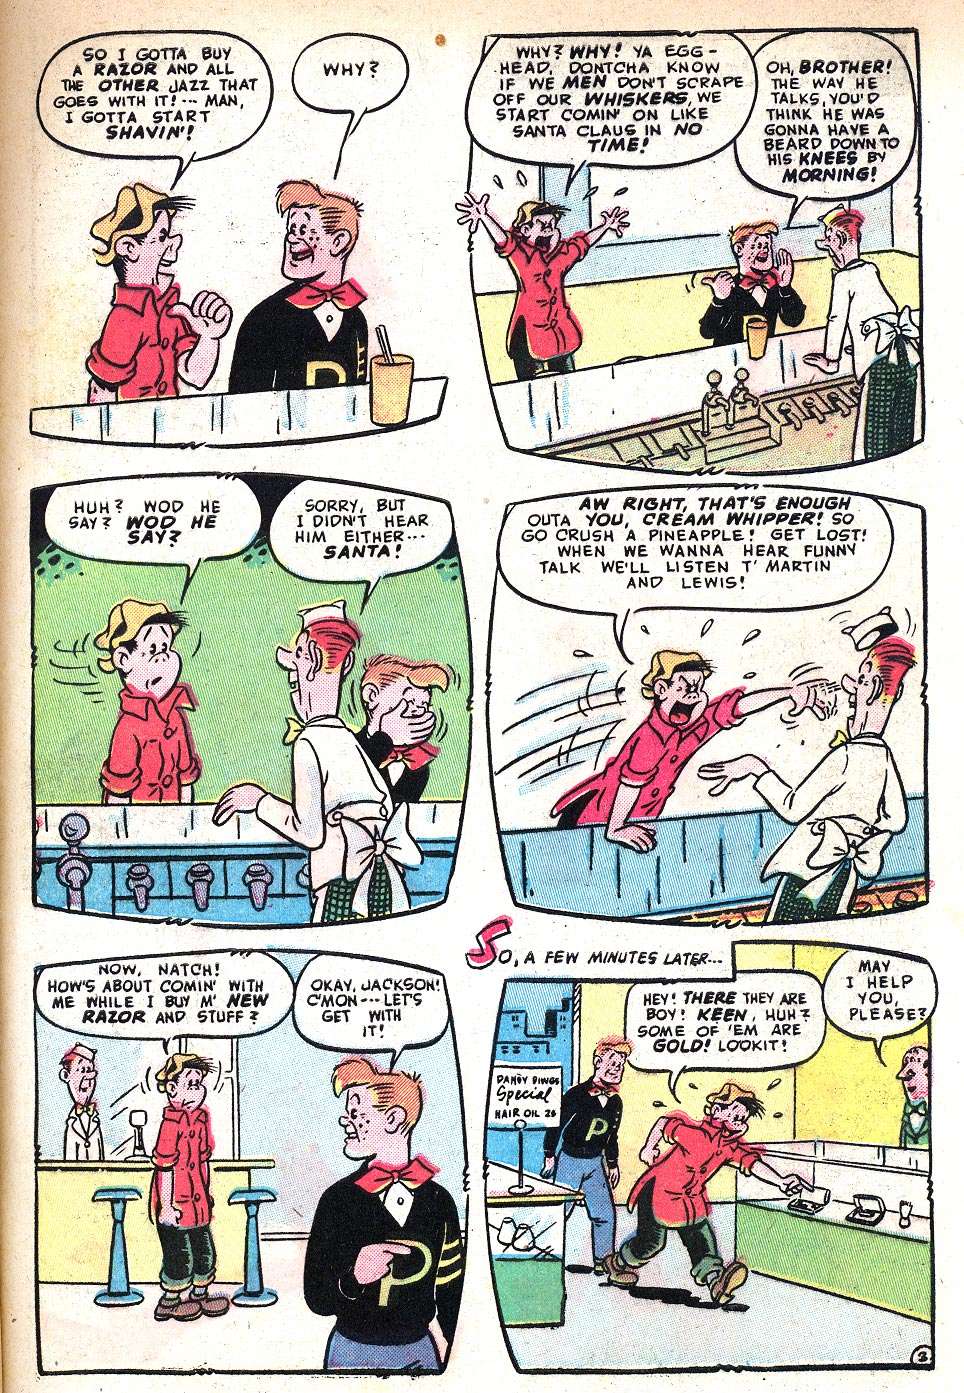 SO I GOTTA BUY
A RAZOR AND ALL
THE OTHER JAZZ THAT
GOES WITH IT!... MAN,
I GOTTA START
SHAVIN'!
WHY?
P
WHY? WHY! YA EGG-
HEAD, DONTCHA KNOW
IF WE MEN DON'T SCRAPE
OFF OUR WHISKERS, WE
START COMIN' ON LIKE
SANTA CLAUS IN NO
TIME!
OH, BROTHER!
THE WAY HE
TALKS, YOU'D
THINK HE WAS
GONNA HAVE A
BEARD DOWN TO
HIS KNEES BY
MORNING!
HUH? WOD HE
SAY? WOD HE
SAY?
SORRY, BUT
I DIDN'T HEAR
HIM EITHER...
SANTA!
AW RIGHT, THAT'S ENOUGH
OUTA YOU, CREAM WHIPPER! SO
GO CRUSH A PINEAPPLE! GET LOST!
WHEN WE WANNA HEAR FUNNY
TALK WE'LL LISTEN T' MARTIN
AND LEWIS!
NOW, NATCH!
HOW'S ABOUT COMIN' WITH
ME WHILE I BUY M' NEW
RAZOR AND STUFF?
OKAY, JACKSON!
C'MON--- LET'S
GET WITH
IT!
P
SO, A FEW MINUTES LATER...
HEY! THERE THEY ARE
BOY! KEEN, HUH?
SOME OF 'EM ARE
GOLD! LOOKIT!
MAY
I HELP
YOU,
PLEASE?
DANDY DINGS
Special
HAIR OIL 26
P
3